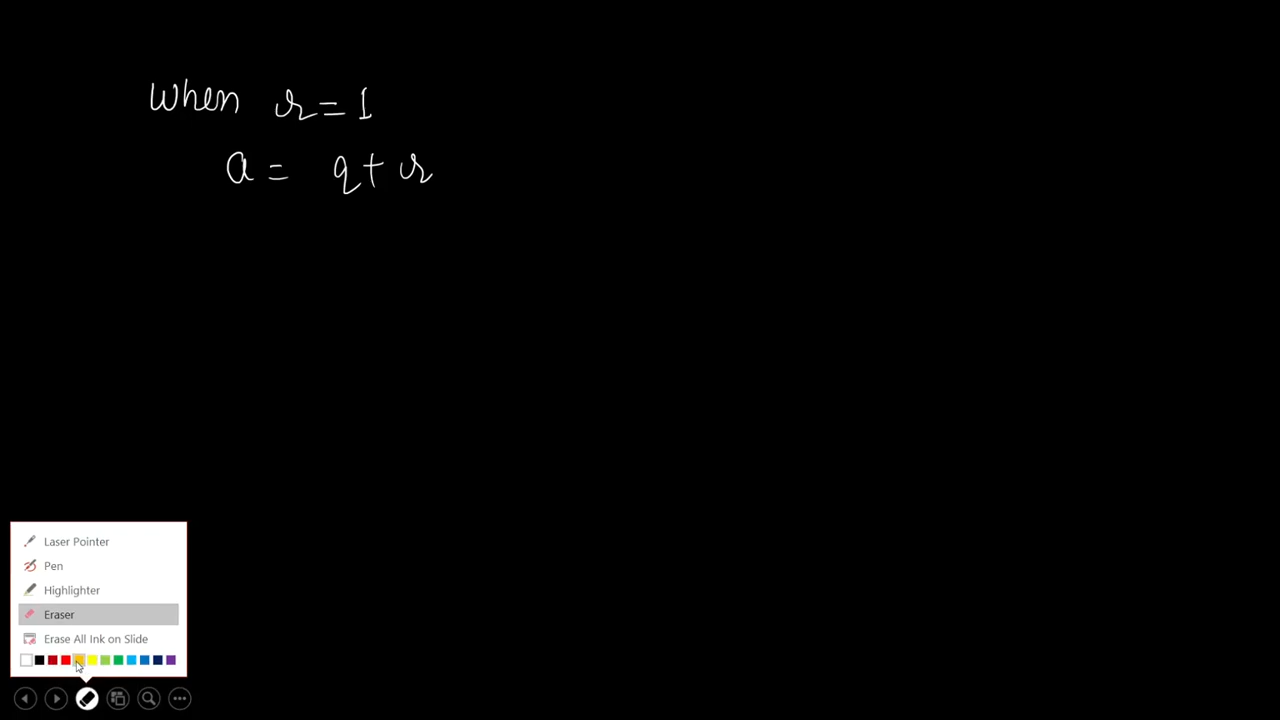 When r = 1
a = q + r
Laser Pointer
Pen
Highlighter
Eraser
Erase All Ink on Slide